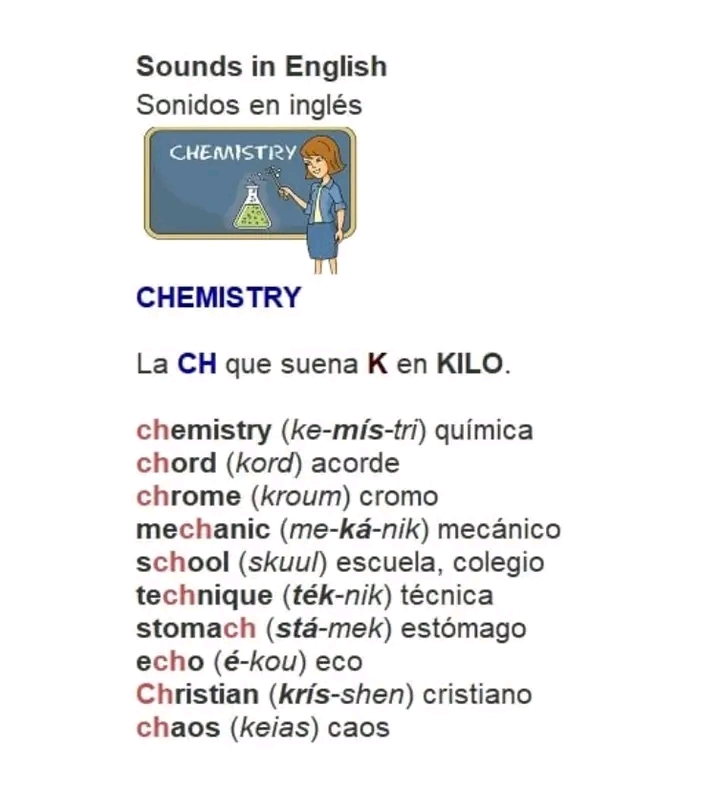 Sounds in English
Sonidos en inglés
CHEMISTRY
CHEMISTRY
La CH que suena K en KILO.
chemistry (ke-mís-tri) química
chord (kord) acorde
chrome (kroum) cromo
mechanic (me-ká-nik) mecánico
school (skuul) escuela, colegio
technique (ték-nik) técnica
stomach (stá-mek) estómago
echo (é-kou) eco
Christian (krís-shen) cristiano
chaos (keias) caos